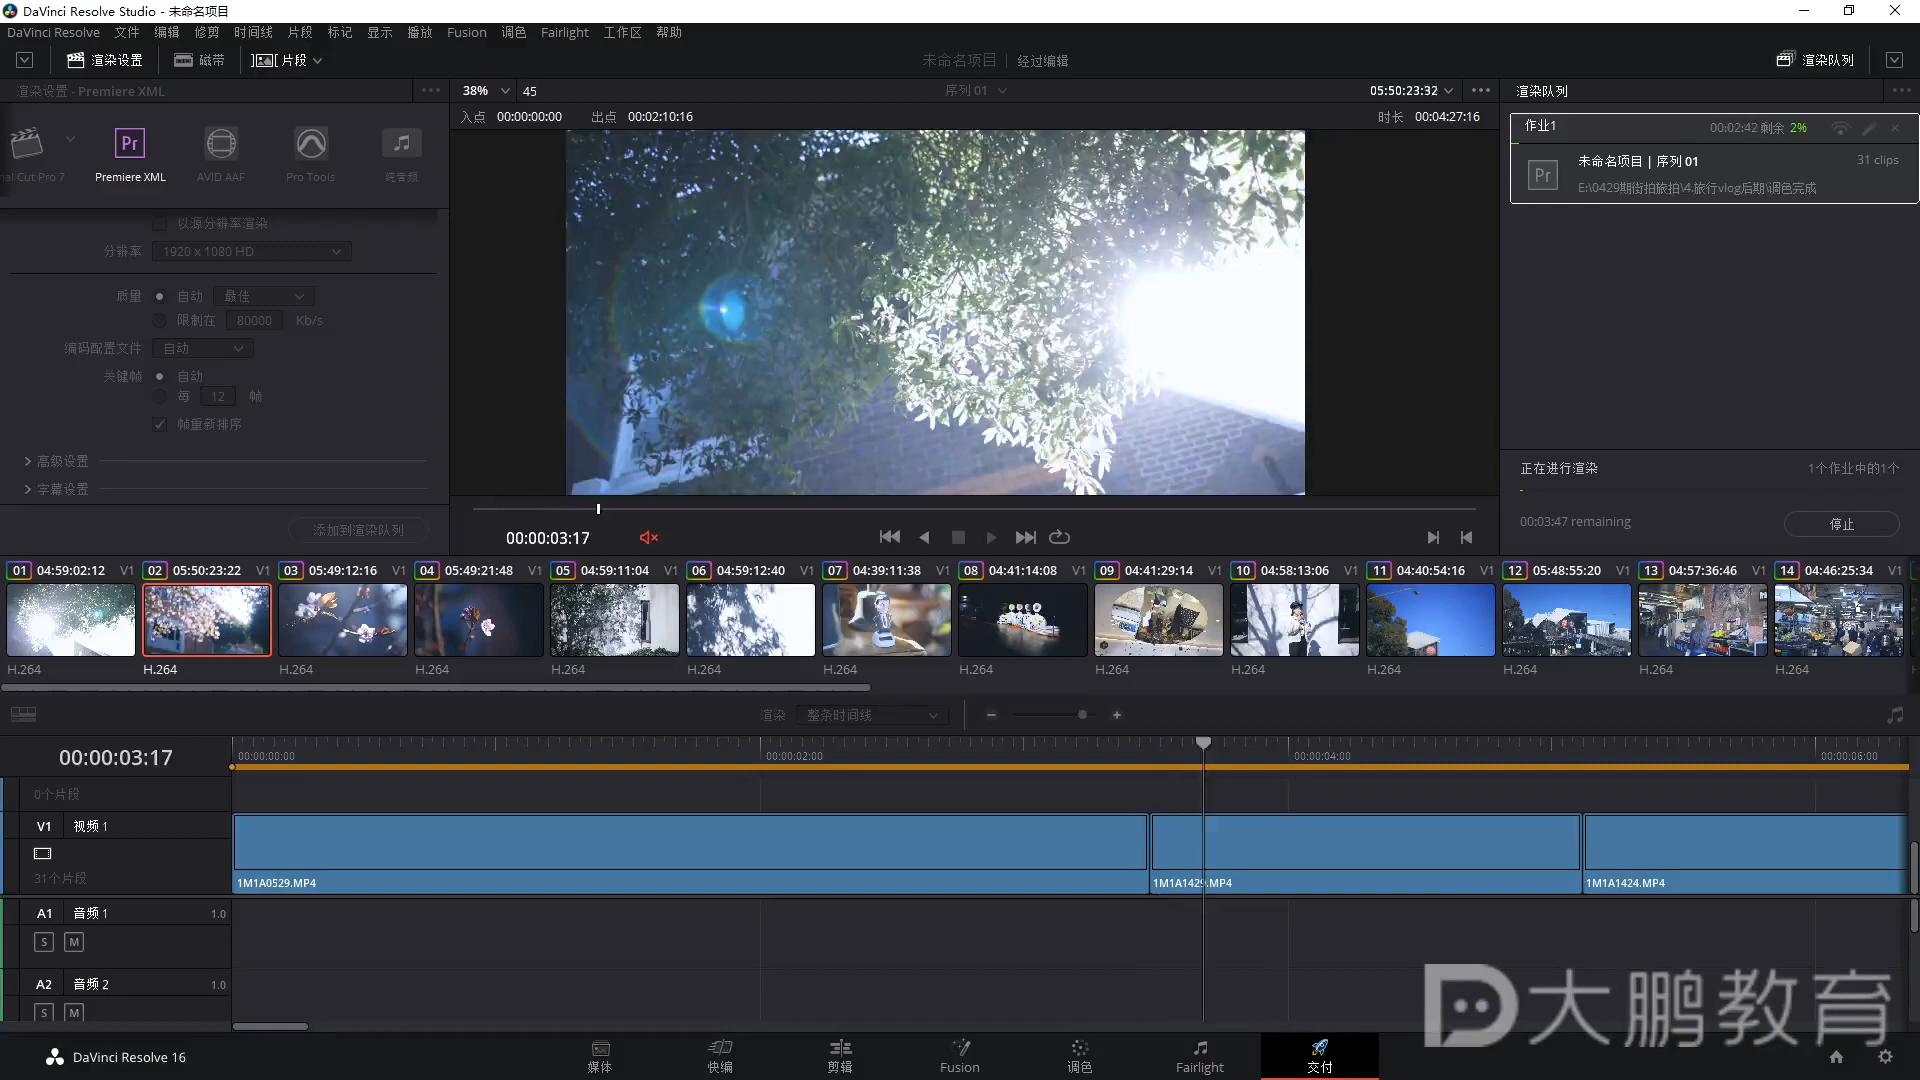 DaVinci Resolve Studio - 未命名项目
DaVinci Resolve 文件 编辑 修剪 时间线 片段 标记 显示 播放 Fusion 调色 Fairlight 工作区 帮助
渲染设置 磁带 片段 未命名项目 经过编辑 渲染队列
渲染设置 - Premiere XML 38% 45 序列 01 05:50:23:32 渲染队列
入点 00:00:00:00 出点 00:02:10:16 时长 00:04:27:16
作业1 00:02:42 剩余 2%
未命名项目 | 序列 01 31 clips
Pr
E:\0429期街拍旅拍\4.旅行vlog后期\调色完成
Pr
nal Cut Pro 7 Premiere XML AVID AAF Pro Tools 纯音频
以源分辨率渲染
分辨率 1920 x 1080 HD
质量 自动 最佳
限制在 80000 Kb/s
编码配置文件 自动
关键帧 自动
每 12 帧
帧重新排序
高级设置
字幕设置
添加到渲染队列
正在进行渲染 1个作业中的1个
00:03:47 remaining 停止
00:00:03:17
01 04:59:02:12 V1 02 05:50:23:22 V1 03 05:49:12:16 V1 04 05:49:21:48 V1 05 04:59:11:04 V1 06 04:59:12:40 V1 07 04:39:11:38 V1 08 04:41:14:08 V1 09 04:41:29:14 V1 10 04:58:13:06 V1 11 04:40:54:16 V1 12 05:48:55:20 V1 13 04:57:36:46 V1 14 04:46:25:34 V1
H.264 H.264 H.264 H.264 H.264 H.264 H.264 H.264 H.264 H.264 H.264 H.264 H.264 H.264
渲染 整条时间线
00:00:03:17 00:00:00:00 00:00:02:00 00:00:04:00 00:00:06:00
0个片段
V1 视频 1
31个片段
1M1A0529.MP4 1M1A1429.MP4 1M1A1424.MP4
A1 音频 1 1.0
S M
A2 音频 2 1.0
S M
大鹏教育
DaVinci Resolve 16 媒体 快编 剪辑 Fusion 调色 Fairlight 交付